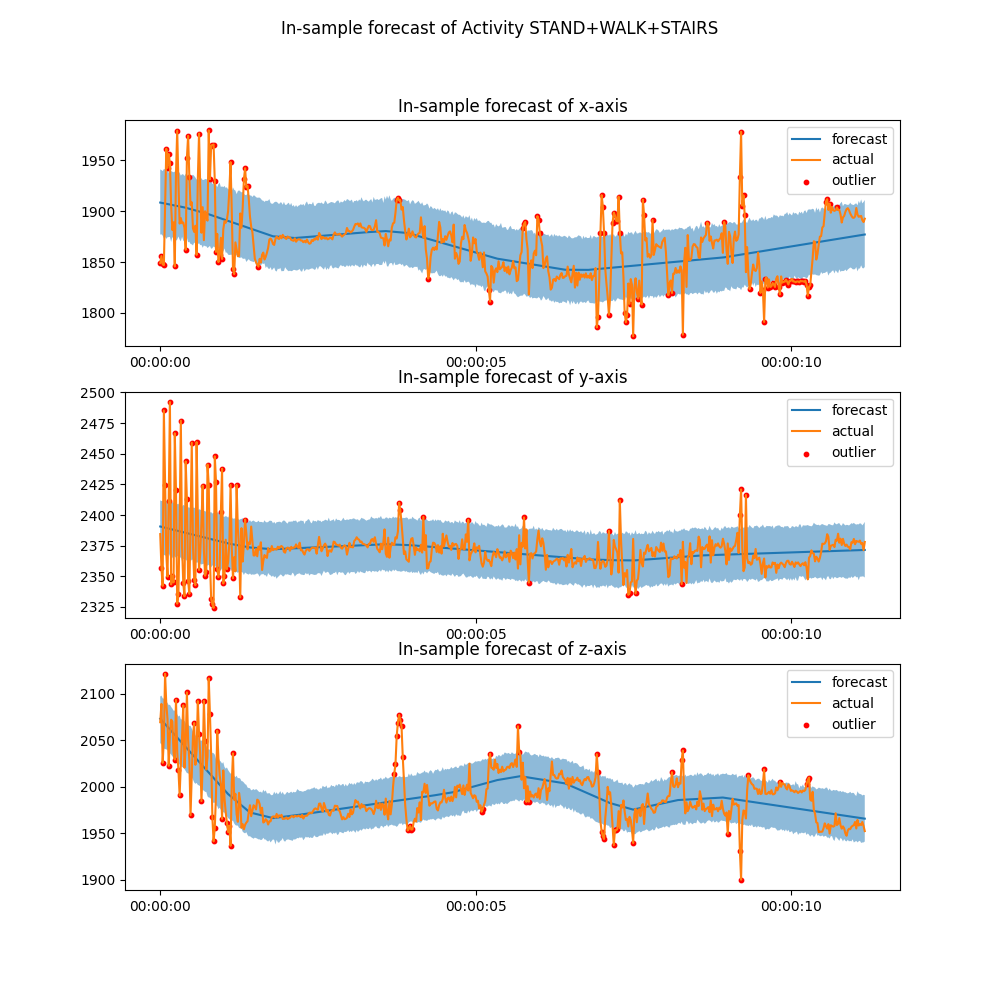 In-sample forecast of Activity STAND+WALK+STAIRS
In-sample forecast of x-axis
1950
1900
1850
1800
forecast
actual
outlier
00:00:00
00:00:05
00:00:10
In-sample forecast of y-axis
2500
2475
2450
2425
2400
2375
2350
2325
forecast
actual
outlier
00:00:00
00:00:05
00:00:10
In-sample forecast of z-axis
2100
2050
2000
1950
1900
forecast
actual
outlier
00:00:00
00:00:05
00:00:10